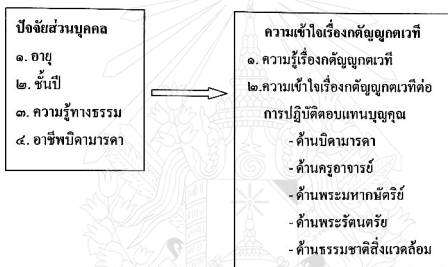 ปัจจัยส่วนบุคคล
๑. อายุ
๒. ชั้นปี
๓. ความรู้ทางธรรม
๔. อาชีพบิดามารดา
ความเข้าใจเรื่องกตัญญูกตเวที
๑. ความรู้เรื่องกตัญญูกตเวที
๒.ความเข้าใจเรื่องกตัญญูกตเวทีต่อ
การปฏิบัติตอบแทนบุญคุณ
- ด้านบิดามารดา
- ด้านครูอาจารย์
- ด้านพระมหากษัตริย์
- ด้านพระรัตนตรัย
- ด้านธรรมชาติสิ่งแวดล้อม